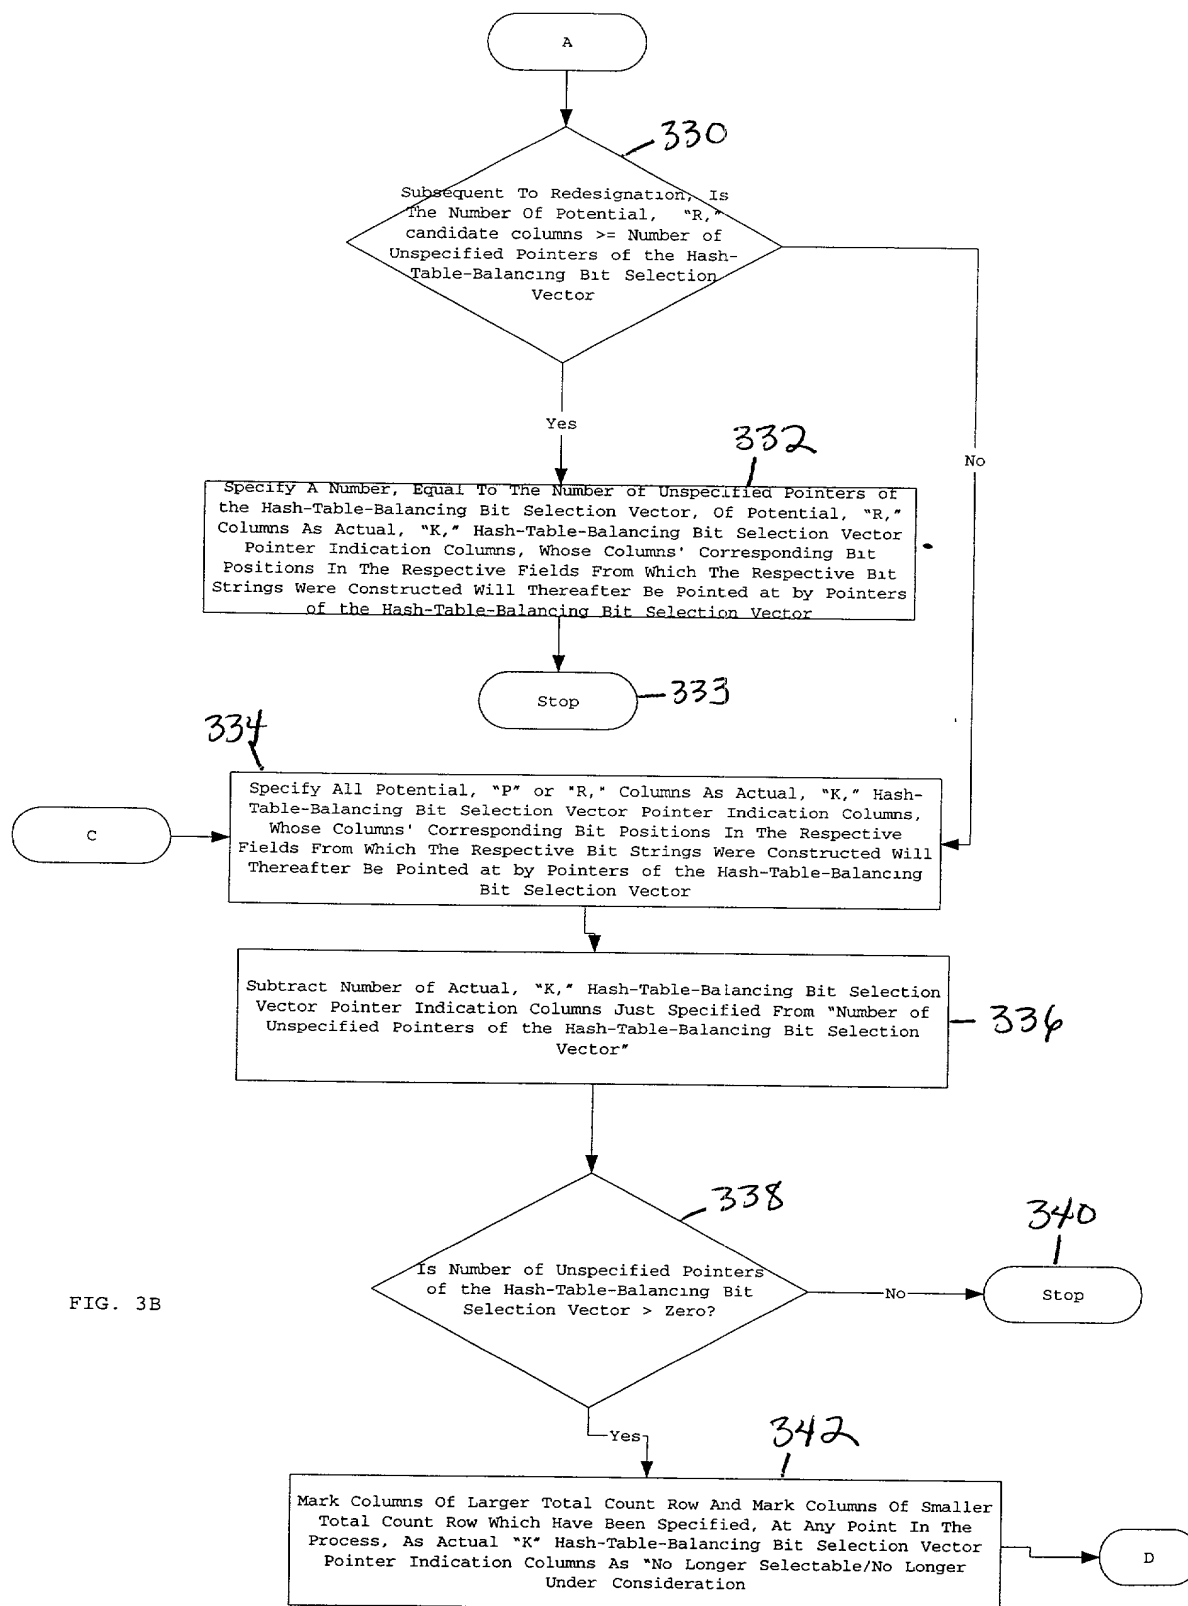 A
330
Subsequent To Redesignation, Is
The Number Of Potential, "R,"
candidate columns >= Number of
Unspecified Pointers of the Hash-
Table-Balancing Bit Selection
Vector
Yes
No
332
Specify A Number, Equal To The Number of Unspecified Pointers of
the Hash-Table-Balancing Bit Selection Vector, Of Potential, "R,"
Columns As Actual, "K," Hash-Table-Balancing Bit Selection Vector
Pointer Indication Columns, Whose Columns' Corresponding Bit
Positions In The Respective Fields From Which The Respective Bit
Strings Were Constructed Will Thereafter Be Pointed at by Pointers
of the Hash-Table-Balancing Bit Selection Vector
Stop
333
334
Specify All Potential, "P" or "R," Columns As Actual, "K," Hash-
Table-Balancing Bit Selection Vector Pointer Indication Columns,
Whose Columns' Corresponding Bit Positions In The Respective
Fields From Which The Respective Bit Strings Were Constructed Will
Thereafter Be Pointed at by Pointers of the Hash-Table-Balancing
Bit Selection Vector
C
Subtract Number of Actual, "K," Hash-Table-Balancing Bit Selection
Vector Pointer Indication Columns Just Specified From "Number of
Unspecified Pointers of the Hash-Table-Balancing Bit Selection
Vector"
336
338
Is Number of Unspecified Pointers
of the Hash-Table-Balancing Bit
Selection Vector > Zero?
No
340
Stop
FIG. 3B
Yes
342
Mark Columns Of Larger Total Count Row And Mark Columns Of Smaller
Total Count Row Which Have Been Specified, At Any Point In The
Process, As Actual "K" Hash-Table-Balancing Bit Selection Vector
Pointer Indication Columns As "No Longer Selectable/No Longer
Under Consideration
D